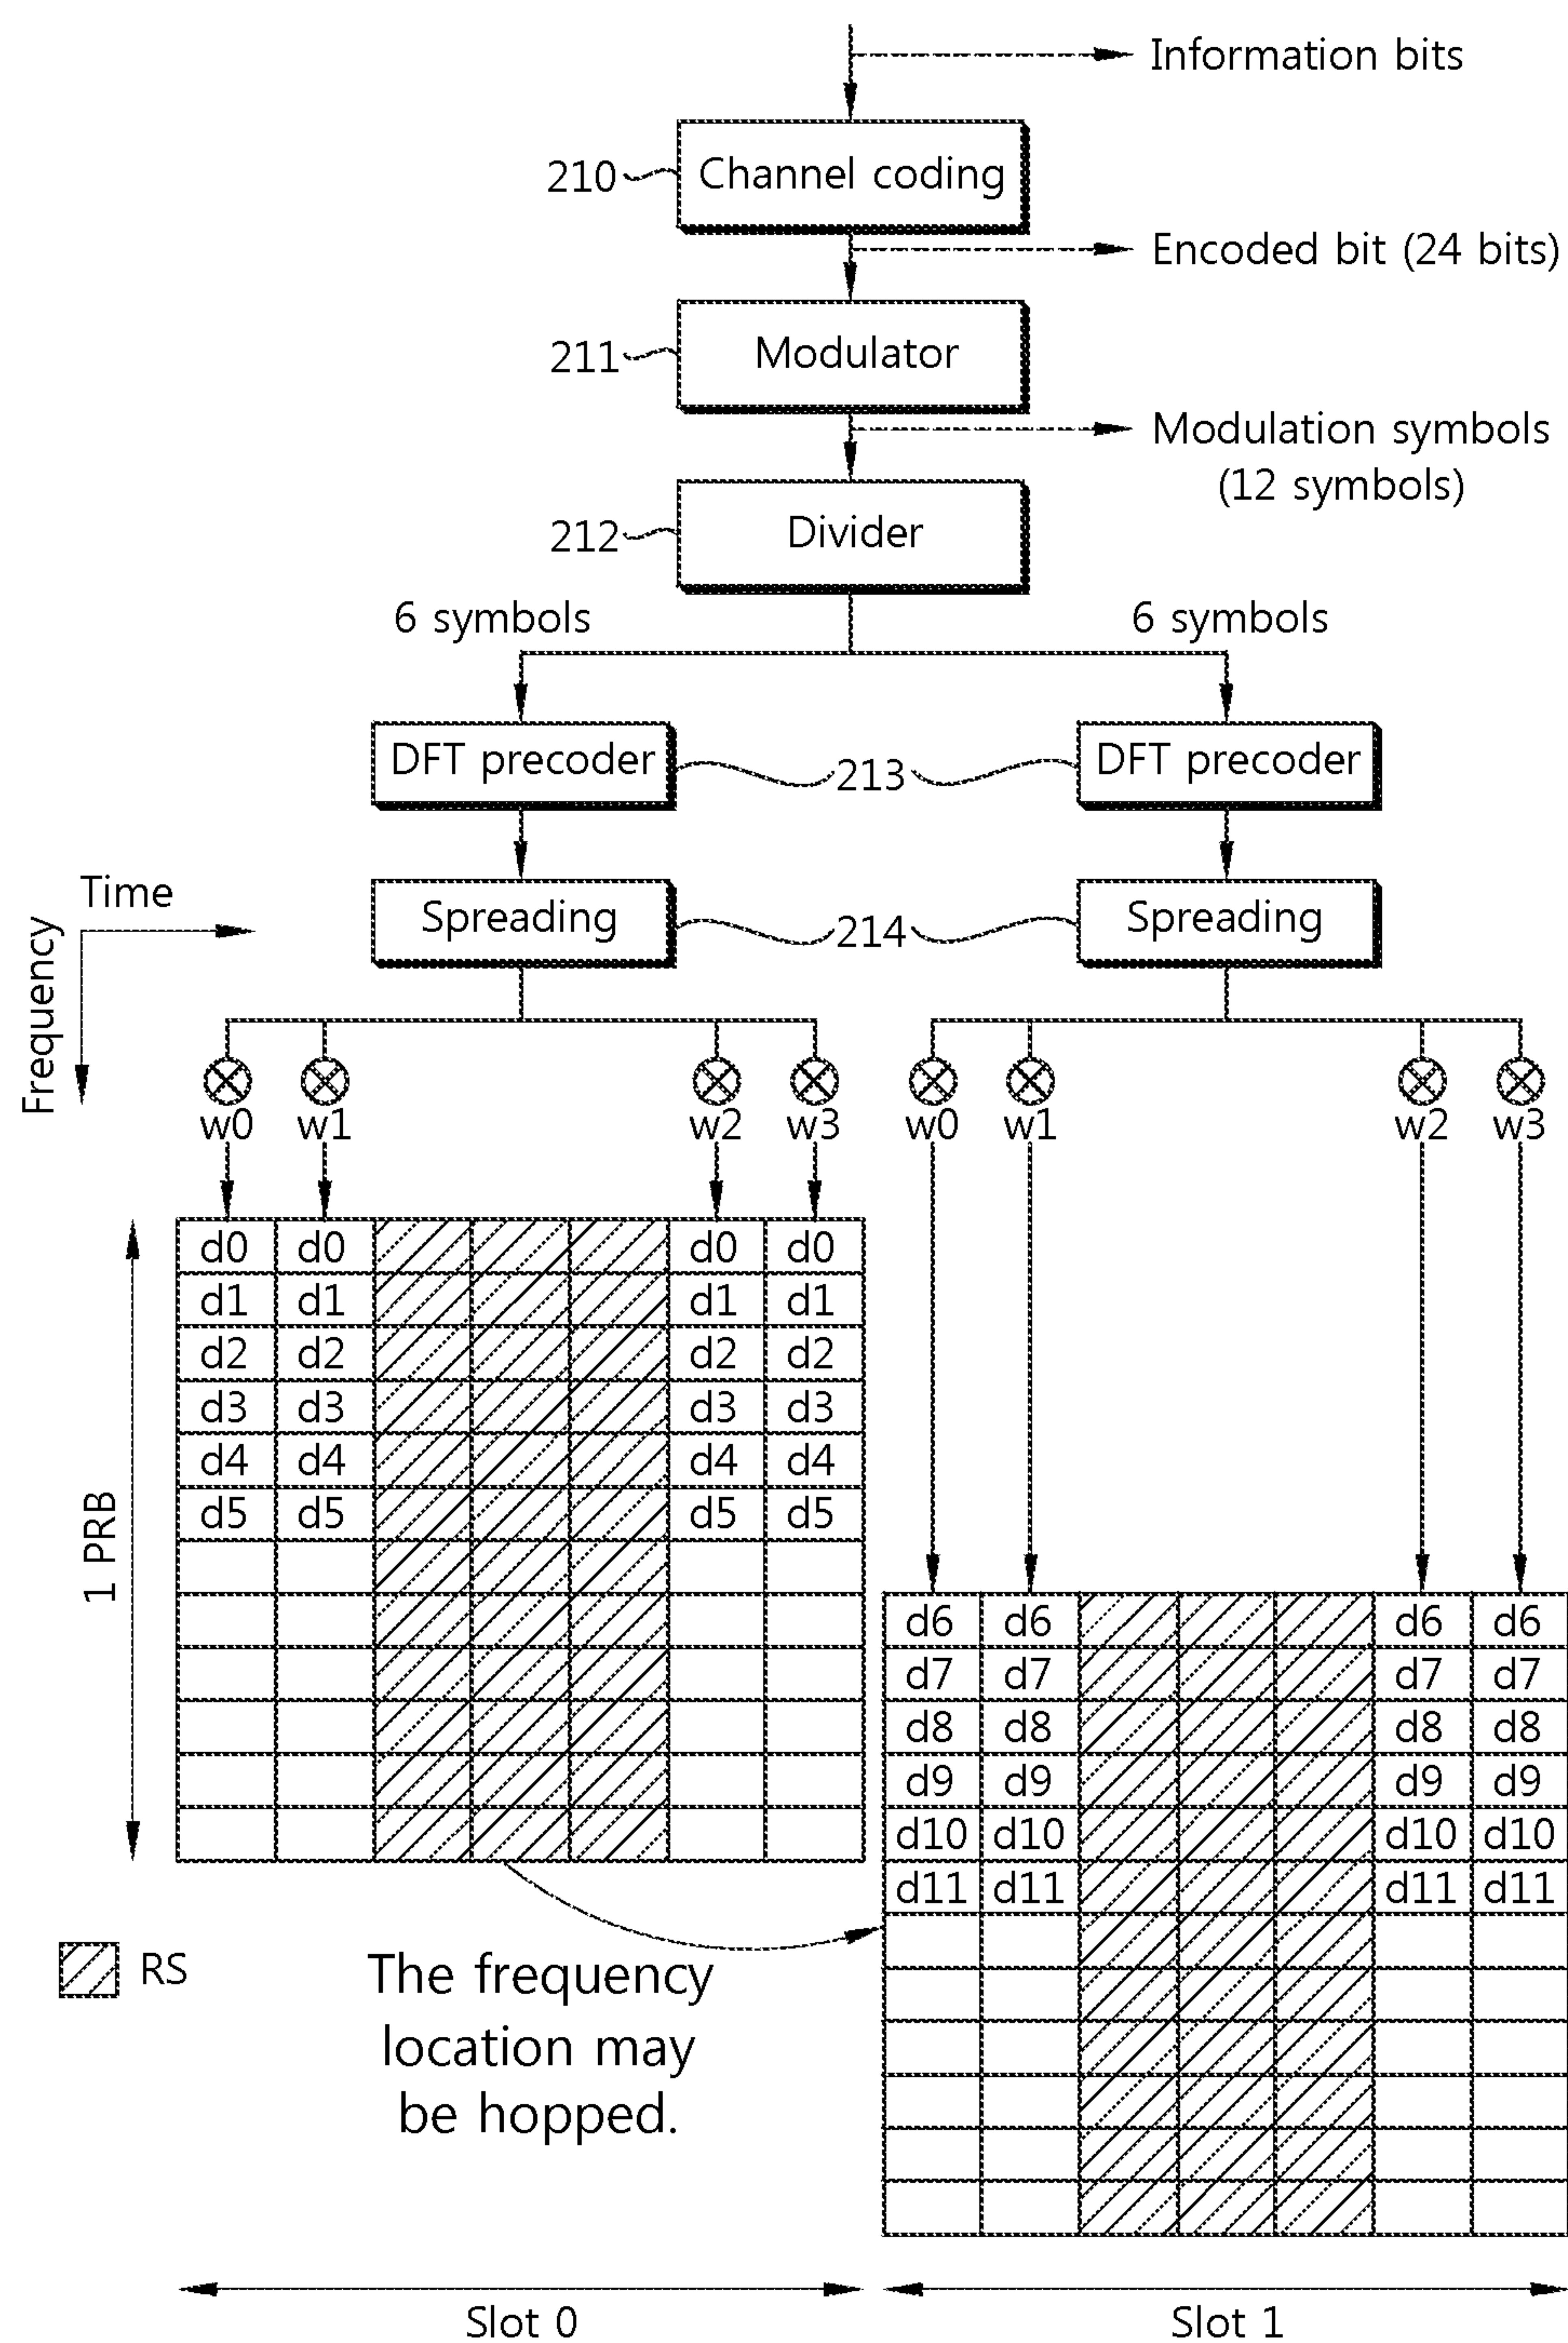 Information bits
210 Channel coding
Encoded bit (24 bits)
211 Modulator
Modulation symbols
(12 symbols)
212 Divider
6 symbols 6 symbols
DFT precoder 213 DFT precoder
Time
Frequency
Spreading 214 Spreading
w0 w1 w2 w3 w0 w1 w2 w3
d0 d0 d0 d0
d1 d1 d1 d1
d2 d2 d2 d2
d3 d3 d3 d3
d4 d4 d4 d4
d5 d5 d5 d5
1 PRB
d6 d6 d6 d6
d7 d7 d7 d7
d8 d8 d8 d8
d9 d9 d9 d9
d10 d10 d10 d10
d11 d11 d11 d11
RS
The frequency
location may
be hopped.
Slot 0 Slot 1